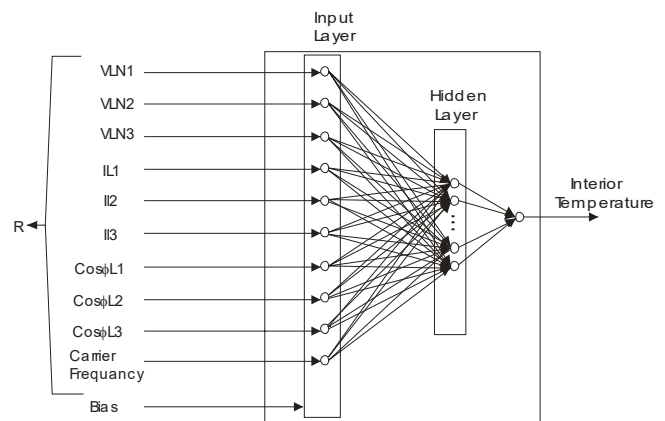 Input
Layer
VLN1
VLN2
VLN3
IL1
Il2
Il3
CosϕL1
CosϕL2
CosϕL3
Carrier
Frequancy
Bias
R
Hidden
Layer
Interior
Temperature